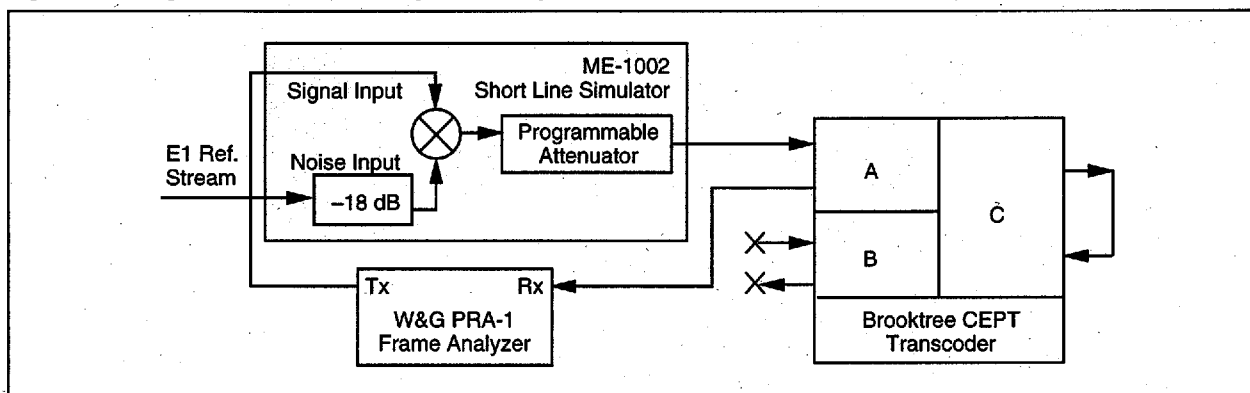 ME-1002
Short Line Simulator
Signal Input
Programmable
Attenuator
E1 Ref.
Stream
Noise Input
–18 dB
A
B
C
Tx
Rx
W&G PRA-1
Frame Analyzer
Brooktree CEPT
Transcoder